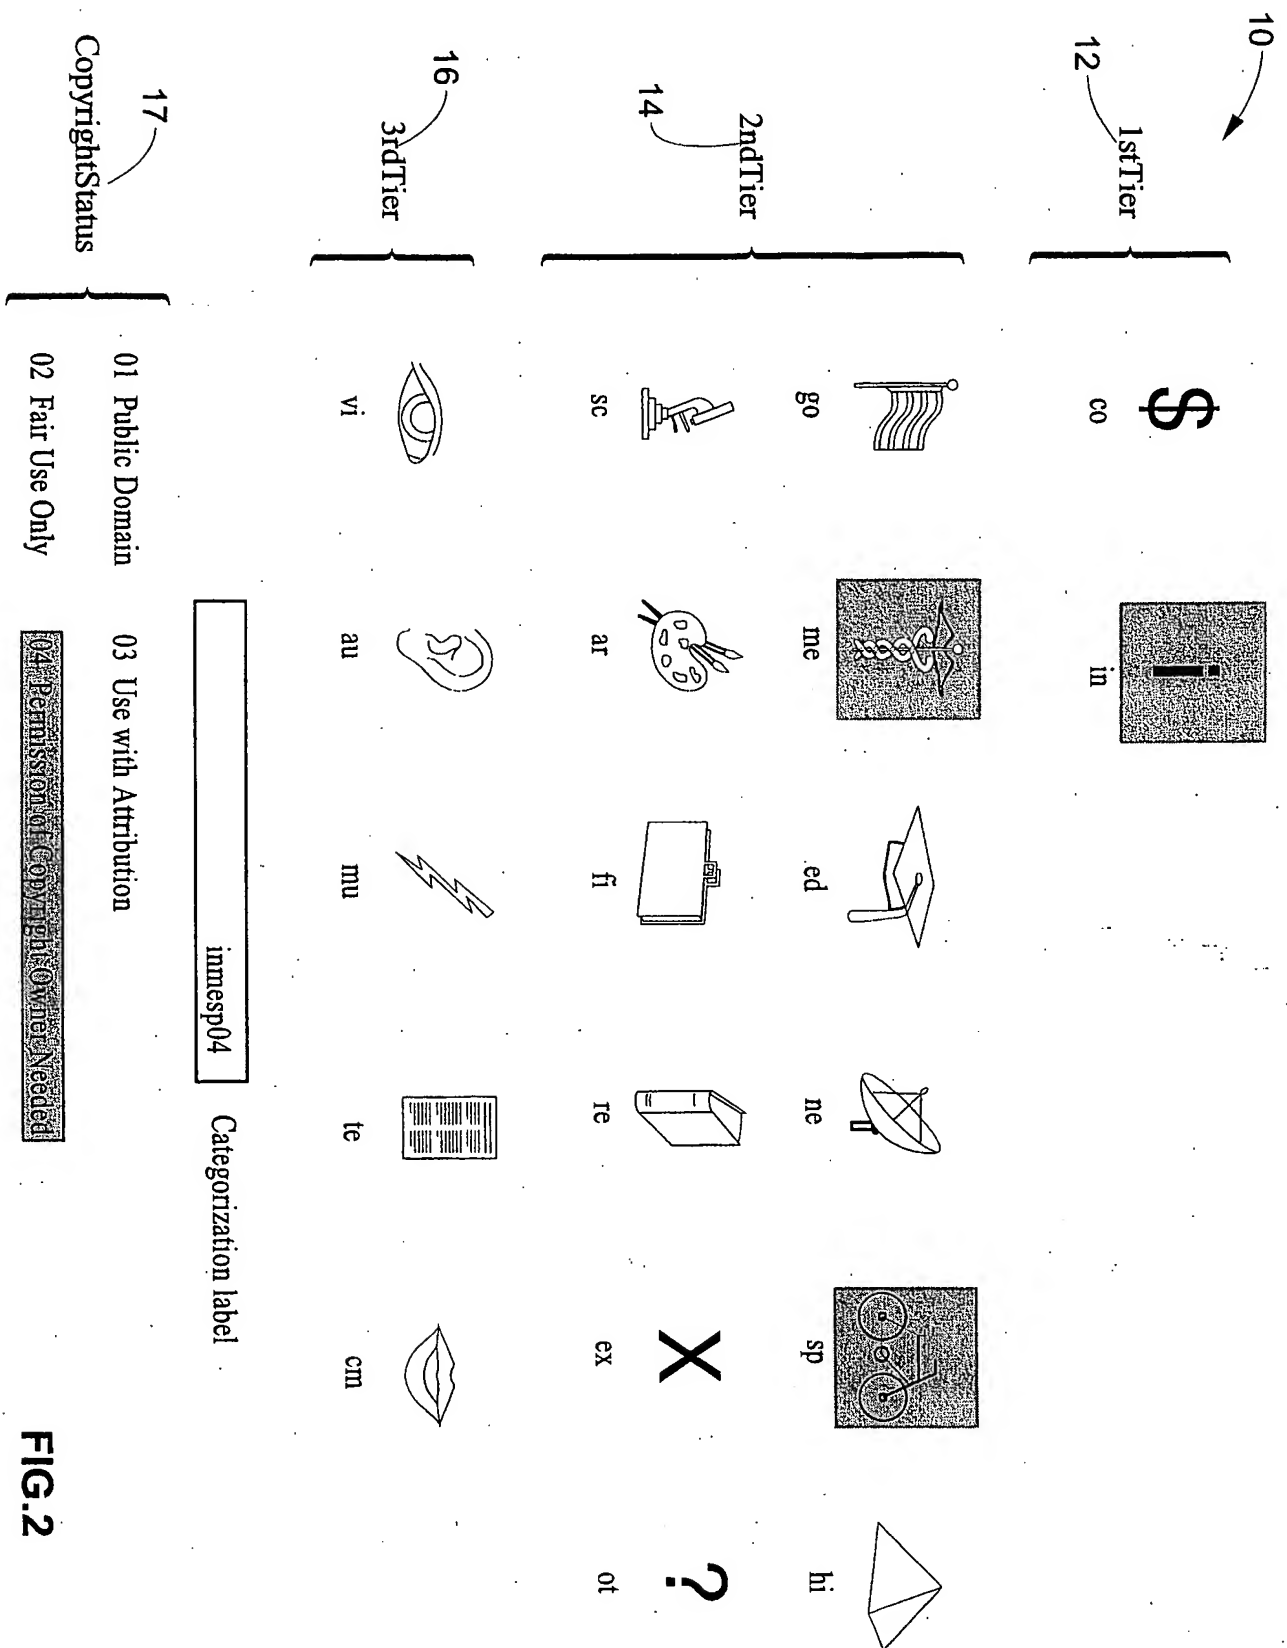 10
12
1stTier
$
co
i
in
14
2ndTier
go
me
ed
ne
sp
hi
sc
ar
fi
re
X
ex
?
ot
16
3rdTier
vi
au
mu
te
cm
inmesp04
Categorization label
17
CopyrightStatus
01 Public Domain
03 Use with Attribution
02 Fair Use Only
04 Permission of Copyright Owner Needed
FIG.2